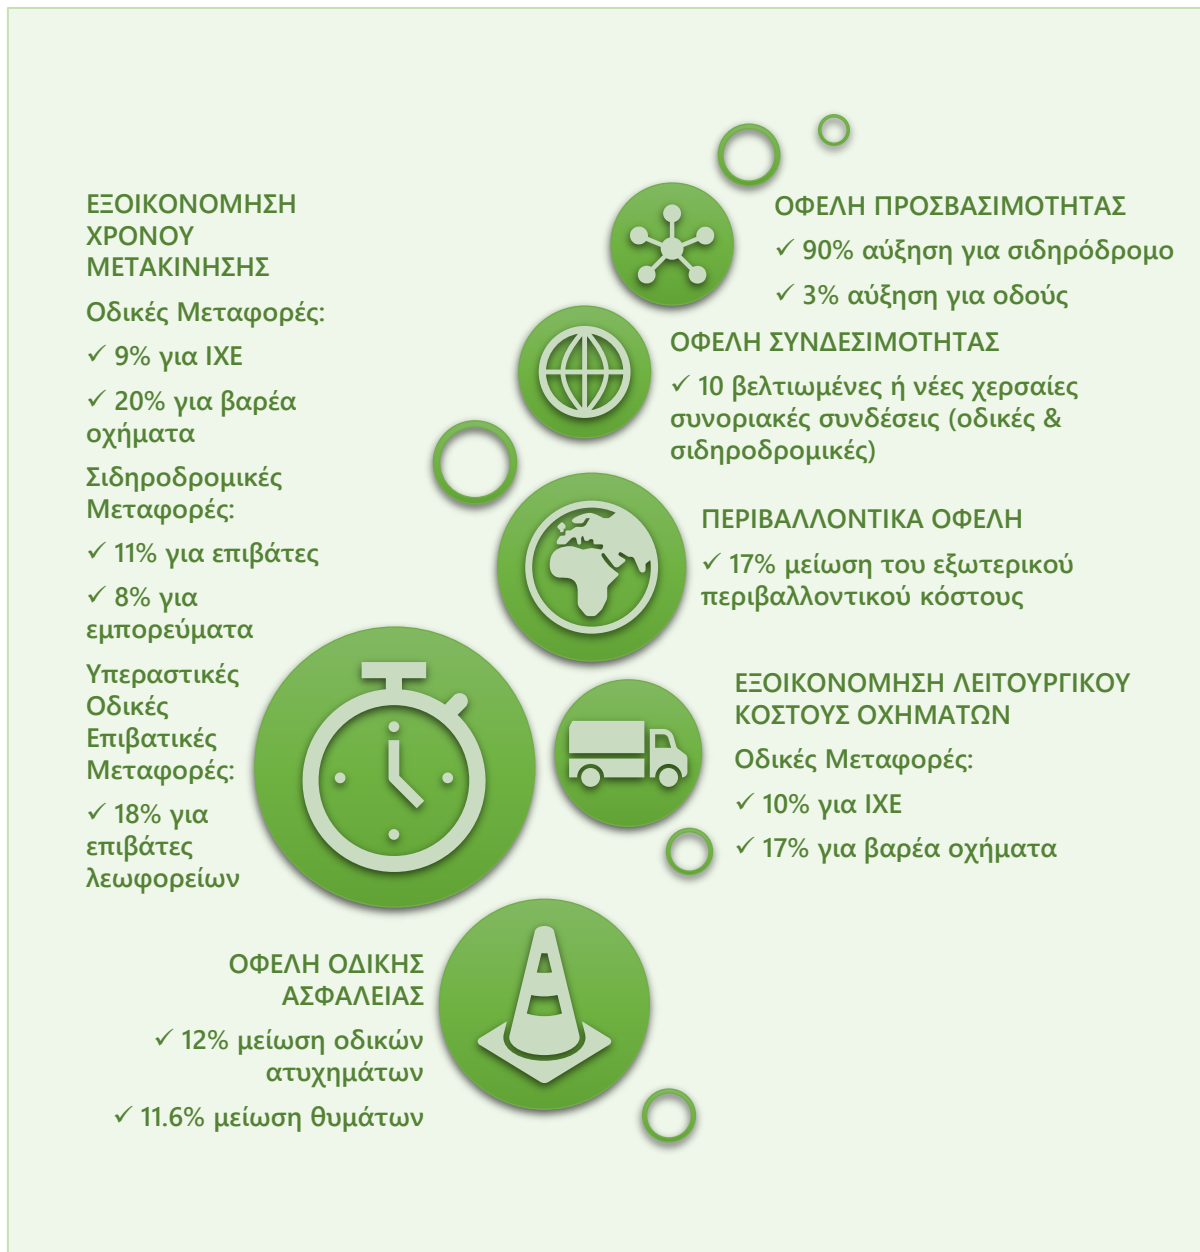 ΕΞΟΙΚΟΝΟΜΗΣΗ
ΧΡΟΝΟΥ
ΜΕΤΑΚΙΝΗΣΗΣ
Οδικές Μεταφορές:
✓ 9% για ΙΧΕ
✓ 20% για βαρέα
οχήματα
Σιδηροδρομικές
Μεταφορές:
✓ 11% για επιβάτες
✓ 8% για
εμπορεύματα
Υπεραστικές
Οδικές
Επιβατικές
Μεταφορές:
✓ 18% για
επιβάτες
λεωφορείων
ΟΦΕΛΗ ΠΡΟΣΒΑΣΙΜΟΤΗΤΑΣ
✓ 90% αύξηση για σιδηρόδρομο
✓ 3% αύξηση για οδούς
ΟΦΕΛΗ ΣΥΝΔΕΣΙΜΟΤΗΤΑΣ
✓ 10 βελτιωμένες ή νέες χερσαίες
συνοριακές συνδέσεις (οδικές &
σιδηροδρομικές)
ΠΕΡΙΒΑΛΛΟΝΤΙΚΑ ΟΦΕΛΗ
✓ 17% μείωση του εξωτερικού
περιβαλλοντικού κόστους
ΕΞΟΙΚΟΝΟΜΗΣΗ ΛΕΙΤΟΥΡΓΙΚΟΥ
ΚΟΣΤΟΥΣ ΟΧΗΜΑΤΩΝ
Οδικές Μεταφορές:
✓ 10% για ΙΧΕ
✓ 17% για βαρέα οχήματα
ΟΦΕΛΗ ΟΔΙΚΗΣ
ΑΣΦΑΛΕΙΑΣ
✓ 12% μείωση οδικών
ατυχημάτων
✓ 11.6% μείωση θυμάτων